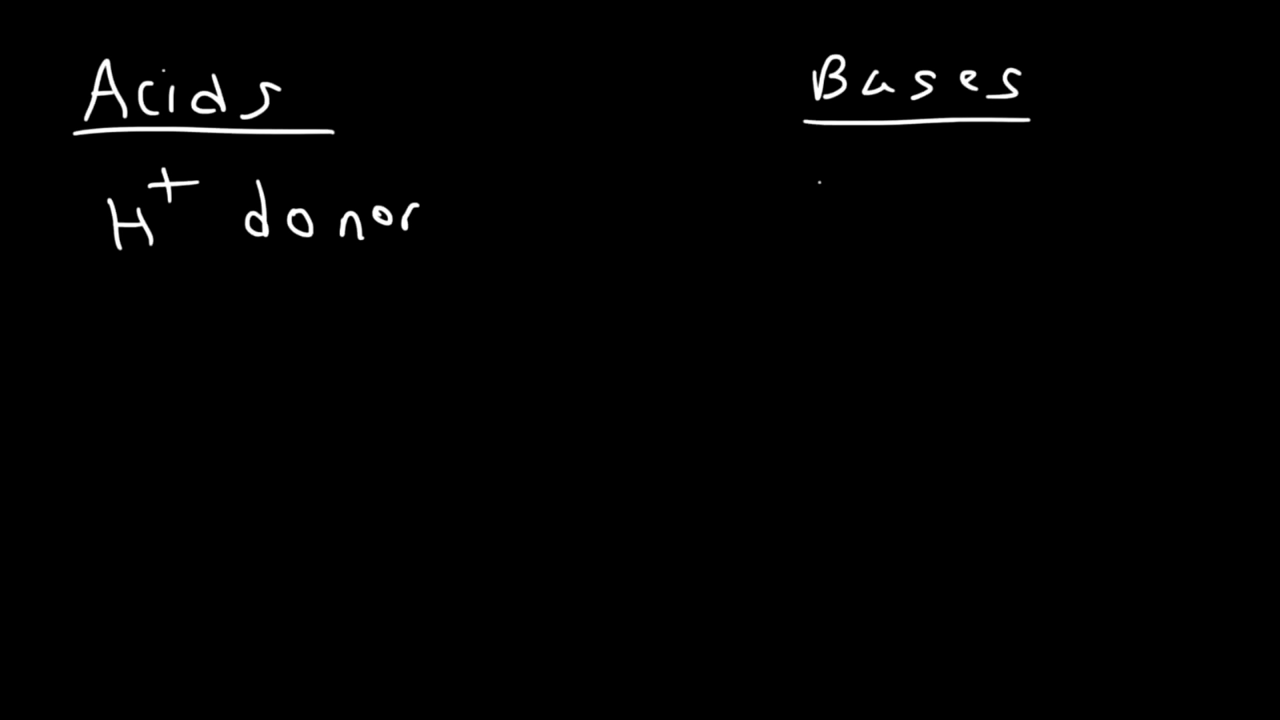 Acids
Bases
H⁺ donor